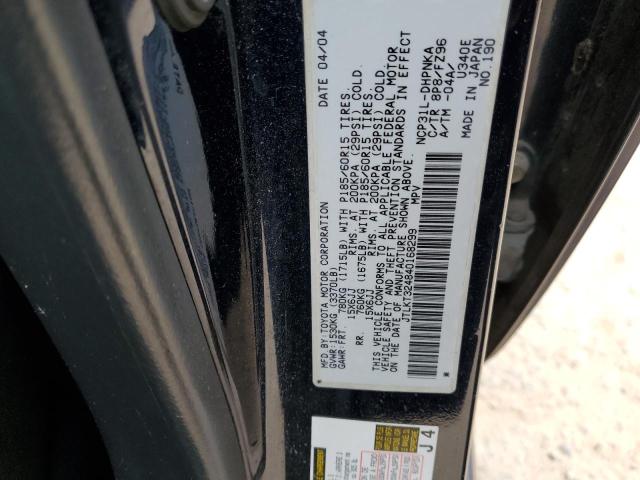 MFD.BY:TOYOTA MOTOR CORPORATION DATE 04/04
GVWR:1530KG (3370LB)
GAWR:FRT. 780KG (1715LB) WITH P185/60R15 TIRES.
15X6JJ RIMS. AT 200KPA (29PSI) COLD.
RR. 760KG (1675LB) WITH P185/60R15 TIRES.
15X6JJ RIMS. AT 200KPA (29PSI) COLD.
THIS VEHICLE CONFORMS TO ALL APPLICABLE FEDERAL MOTOR
VEHICLE SAFETY AND THEFT PREVENTION STANDARDS IN EFFECT
ON THE DATE OF MANUFACTURE SHOWN ABOVE.
JTLKT324840168299 MPV
NCP31L-DHPNKA
C/TR 8P8/FZ96
A/TM -04A/ U340E
MADE IN JAPAN
NO.190
J4